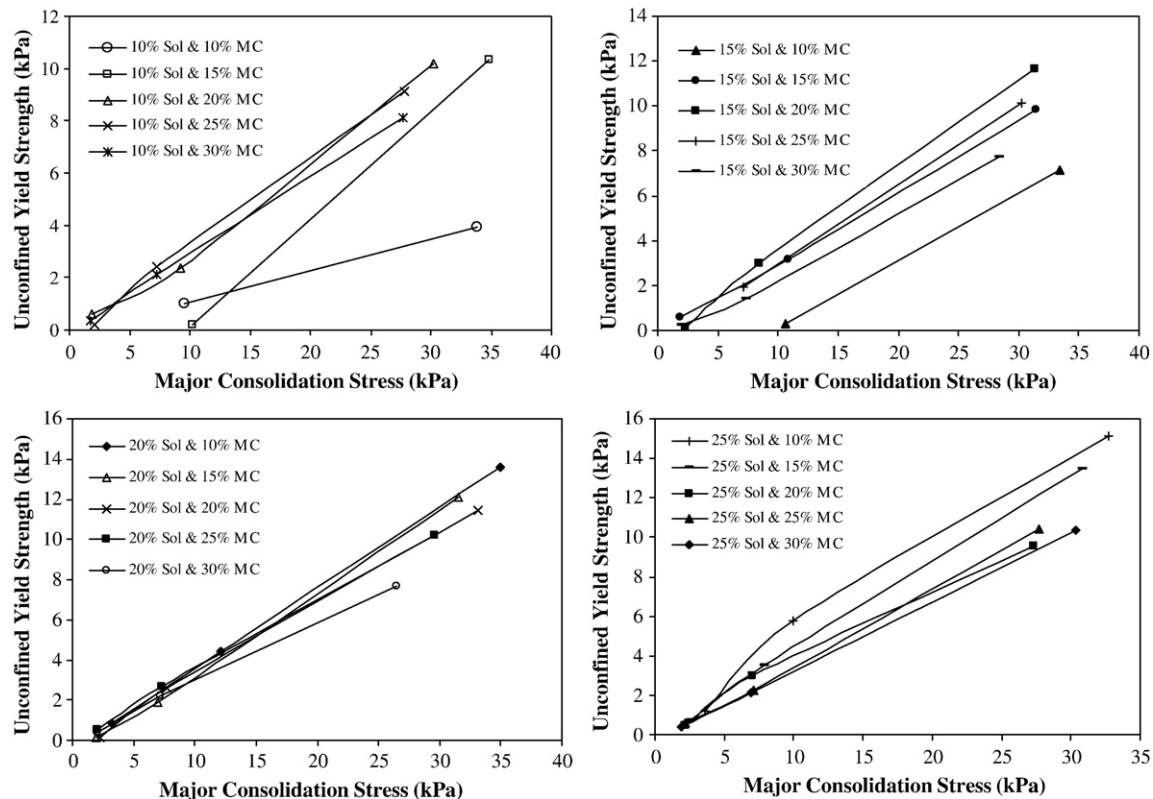 12
10
8
6
4
2
0
Unconfined Yield Strength (kPa)
10% Sol & 10% MC
10% Sol & 15% MC
10% Sol & 20% MC
10% Sol & 25% MC
10% Sol & 30% MC
0 5 10 15 20 25 30 35 40
Major Consolidation Stress (kPa)
14
12
10
8
6
4
2
0
Unconfined Yield Strength (kPa)
15% Sol & 10% MC
15% Sol & 15% MC
15% Sol & 20% MC
15% Sol & 25% MC
15% Sol & 30% MC
0 5 10 15 20 25 30 35 40
Major Consolidation Stress (kPa)
16
14
12
10
8
6
4
2
0
Unconfined Yield Strength (kPa)
20% Sol & 10% MC
20% Sol & 15% MC
20% Sol & 20% MC
20% Sol & 25% MC
20% Sol & 30% MC
0 5 10 15 20 25 30 35 40
Major Consolidation Stress (kPa)
16
14
12
10
8
6
4
2
0
Unconfined Yield Strength (kPa)
25% Sol & 10% MC
25% Sol & 15% MC
25% Sol & 20% MC
25% Sol & 25% MC
25% Sol & 30% MC
0 5 10 15 20 25 30 35
Major Consolidation Stress (kPa)